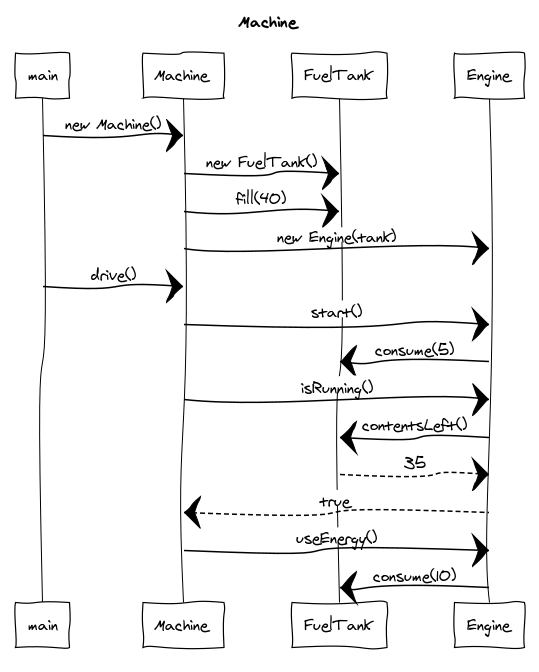 Machine
main
Machine
FuelTank
Engine
new Machine()
new FuelTank()
fill(40)
new Engine(tank)
drive()
start()
consume(5)
isRunning()
contentsLeft()
35
true
useEnergy()
consume(10)
main
Machine
FuelTank
Engine